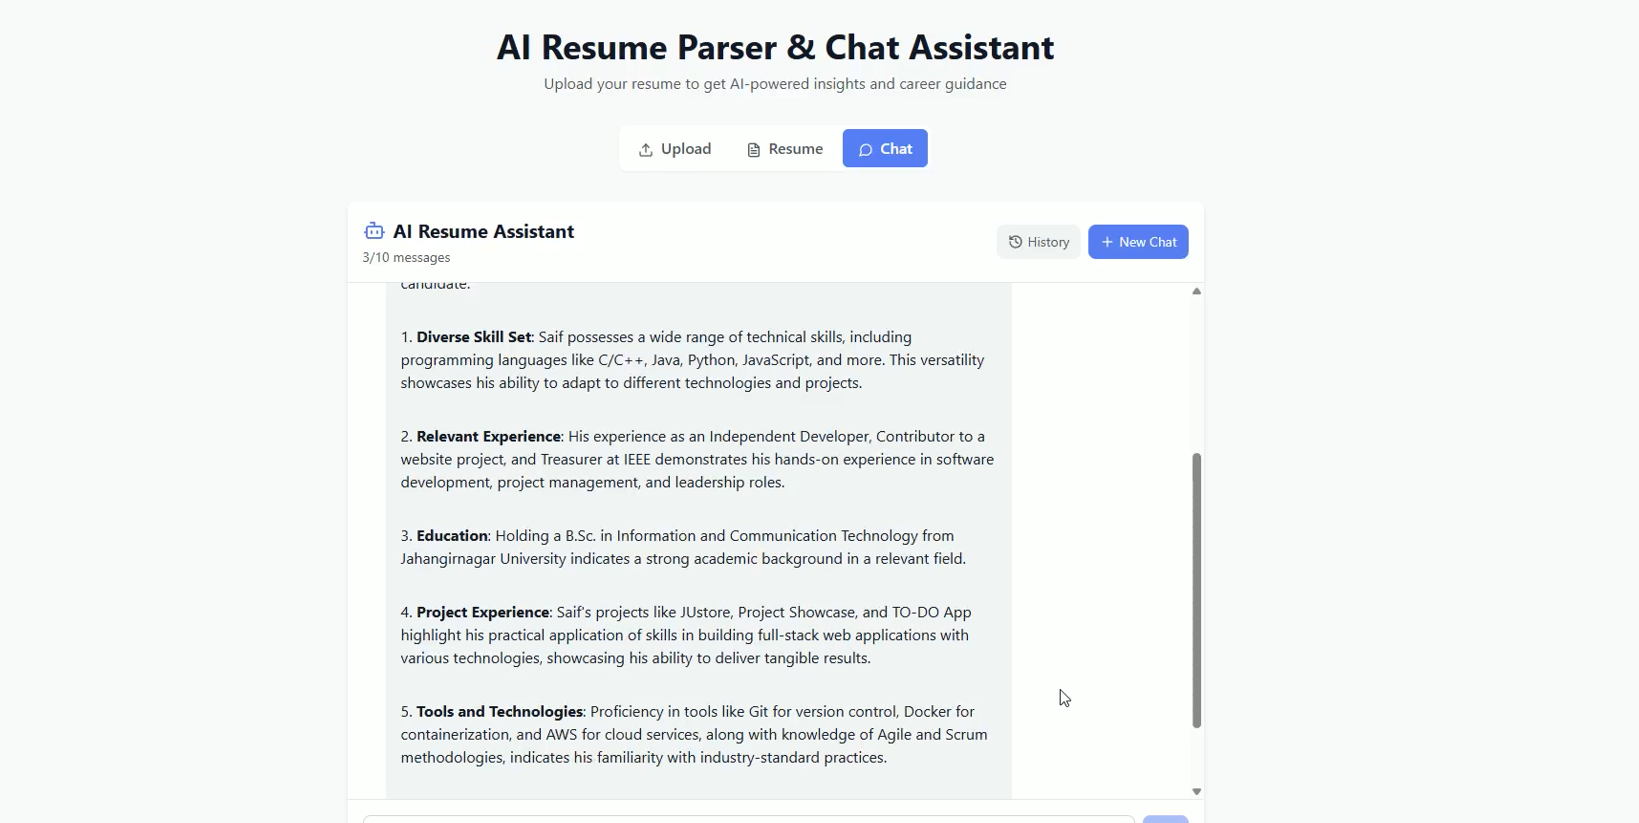 AI Resume Parser & Chat Assistant
Upload your resume to get AI-powered insights and career guidance
Upload Resume Chat
AI Resume Assistant
3/10 messages
History New Chat
candidate.
1. Diverse Skill Set: Saif possesses a wide range of technical skills, including
programming languages like C/C++, Java, Python, JavaScript, and more. This versatility
showcases his ability to adapt to different technologies and projects.
2. Relevant Experience: His experience as an Independent Developer, Contributor to a
website project, and Treasurer at IEEE demonstrates his hands-on experience in software
development, project management, and leadership roles.
3. Education: Holding a B.Sc. in Information and Communication Technology from
Jahangirnagar University indicates a strong academic background in a relevant field.
4. Project Experience: Saif's projects like JUstore, Project Showcase, and TO-DO App
highlight his practical application of skills in building full-stack web applications with
various technologies, showcasing his ability to deliver tangible results.
5. Tools and Technologies: Proficiency in tools like Git for version control, Docker for
containerization, and AWS for cloud services, along with knowledge of Agile and Scrum
methodologies, indicates his familiarity with industry-standard practices.